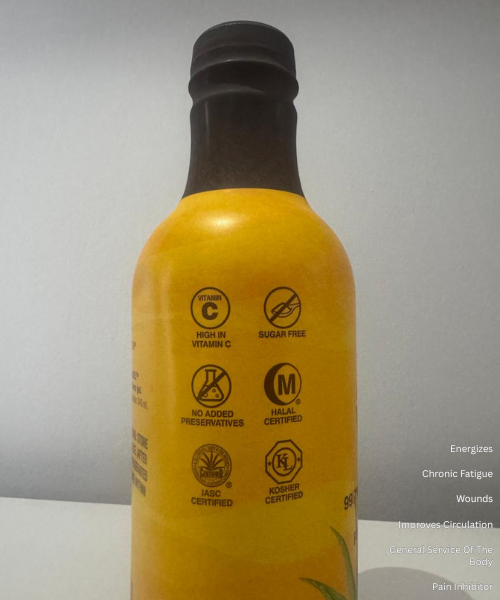 VITAMIN
C
HIGH IN
VITAMIN C
SUGAR FREE
NO ADDED
PRESERVATIVES
M
®
HALAL
CERTIFIED
IASC
CERTIFIED
KL
KOSHER
CERTIFIED
99
Energizes
Chronic Fatigue
Wounds
Improves Circulation
General Service Of The
Body
Pain Inhibitor